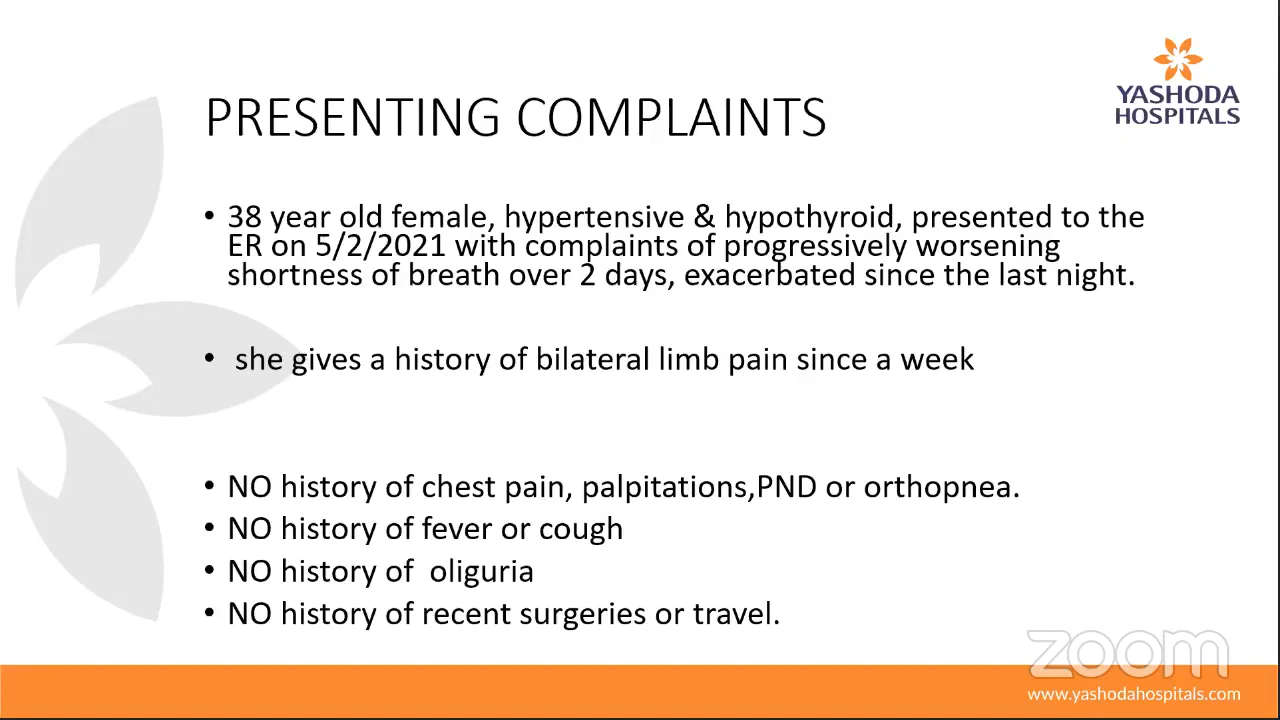 YASHODA
HOSPITALS
PRESENTING COMPLAINTS
• 38 year old female, hypertensive & hypothyroid, presented to the
ER on 5/2/2021 with complaints of progressively worsening
shortness of breath over 2 days, exacerbated since the last night.
• she gives a history of bilateral limb pain since a week
• NO history of chest pain, palpitations,PND or orthopnea.
• NO history of fever or cough
• NO history of  oliguria
• NO history of recent surgeries or travel.
zoom
www.yashodahospitals.com